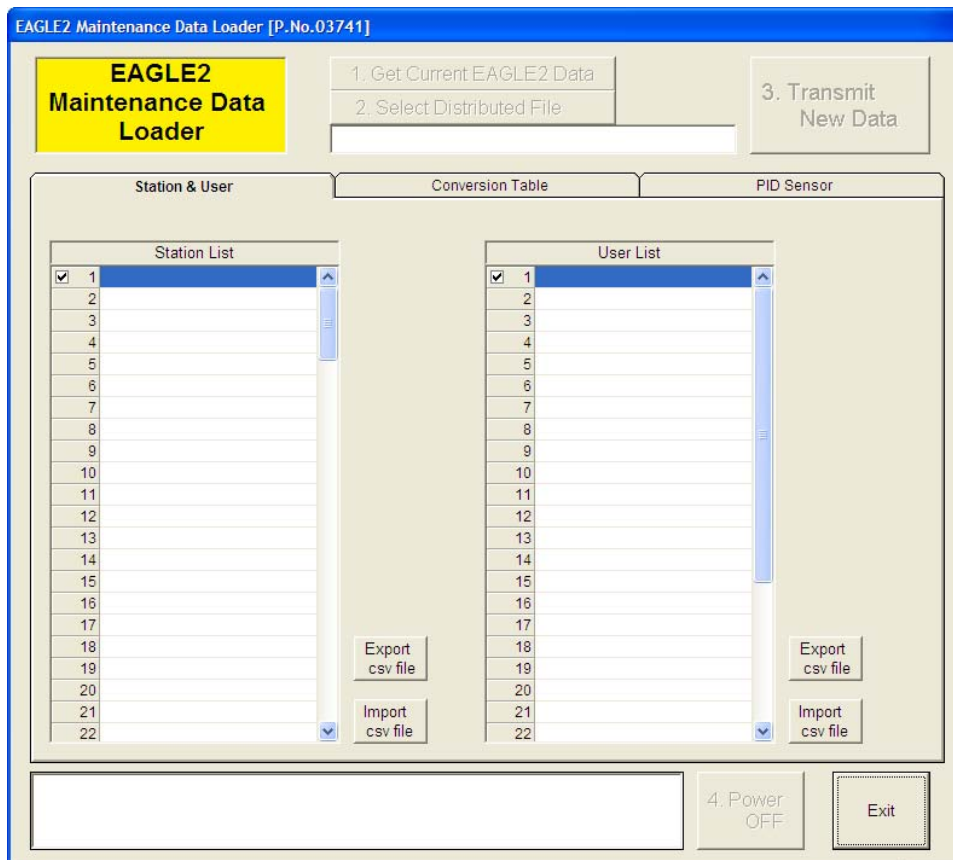 EAGLE2 Maintenance Data Loader [P.No.03741]
EAGLE2
Maintenance Data
Loader
1. Get Current EAGLE2 Data
2. Select Distributed File
3. Transmit
New Data
Station & User
Conversion Table
PID Sensor
Station List
1
2
3
4
5
6
7
8
9
10
11
12
13
14
15
16
17
18
19
20
21
22
Export
csv file
Import
csv file
User List
1
2
3
4
5
6
7
8
9
10
11
12
13
14
15
16
17
18
19
20
21
22
Export
csv file
Import
csv file
4. Power
OFF
Exit